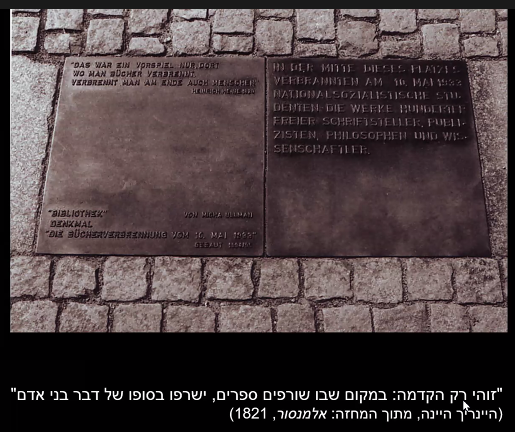 "DAS WAR EIN VORSPIEL NUR, DORT
WO MAN BÜCHER VERBRENNT,
VERBRENNT MAN AM ENDE AUCH MENSCHEN"
HEINRICH HEINE 1820
"BIBLIOTHEK"
VON MICHA ULLMAN
DENKMAL
"DIE BÜCHERVERBRENNUNG VOM 10. MAI 1933"
GEBAUT
IN DER MITTE DIESES PLATZES
VERBRANNTEN AM 10. MAI 1933
NATIONALSOZIALISTISCHE STU-
DENTEN DIE WERKE HUNDERTER
FREIER SCHRIFTSTELLER, PUBLI-
ZISTEN, PHILOSOPHEN UND WIS-
SENSCHAFTLER.
"זוהי רק הקדמה: במקום שבו שורפים ספרים, ישרפו בסופו של דבר בני אדם"
(היינריך היינה, מתוך המחזה: אלמנסור, 1821)